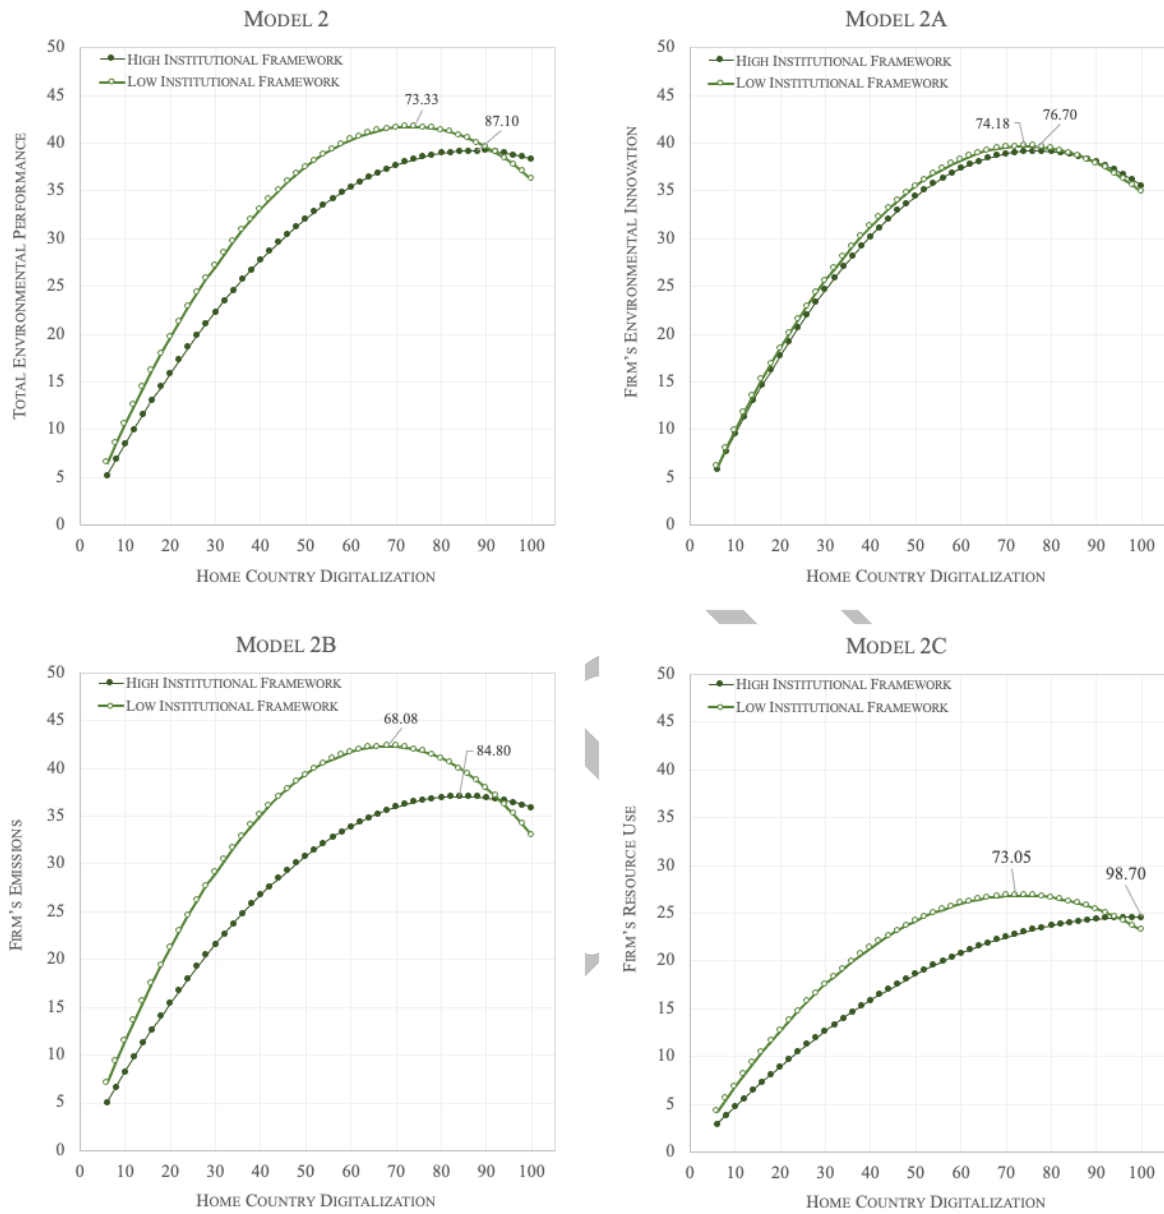 MODEL 2
50
45
40
35
30
25
20
15
10
5
0
HIGH INSTITUTIONAL FRAMEWORK
LOW INSTITUTIONAL FRAMEWORK
73.33
87.10
TOTAL ENVIRONMENTAL PERFORMANCE
0 10 20 30 40 50 60 70 80 90 100
HOME COUNTRY DIGITALIZATION
MODEL 2A
50
45
40
35
30
25
20
15
10
5
0
HIGH INSTITUTIONAL FRAMEWORK
LOW INSTITUTIONAL FRAMEWORK
74.18
76.70
FIRM'S ENVIRONMENTAL INNOVATION
0 10 20 30 40 50 60 70 80 90 100
HOME COUNTRY DIGITALIZATION
MODEL 2B
50
45
40
35
30
25
20
15
10
5
0
HIGH INSTITUTIONAL FRAMEWORK
LOW INSTITUTIONAL FRAMEWORK
68.08
84.80
FIRM'S EMISSIONS
0 10 20 30 40 50 60 70 80 90 100
HOME COUNTRY DIGITALIZATION
MODEL 2C
50
45
40
35
30
25
20
15
10
5
0
HIGH INSTITUTIONAL FRAMEWORK
LOW INSTITUTIONAL FRAMEWORK
73.05
98.70
FIRM'S RESOURCE USE
0 10 20 30 40 50 60 70 80 90 100
HOME COUNTRY DIGITALIZATION